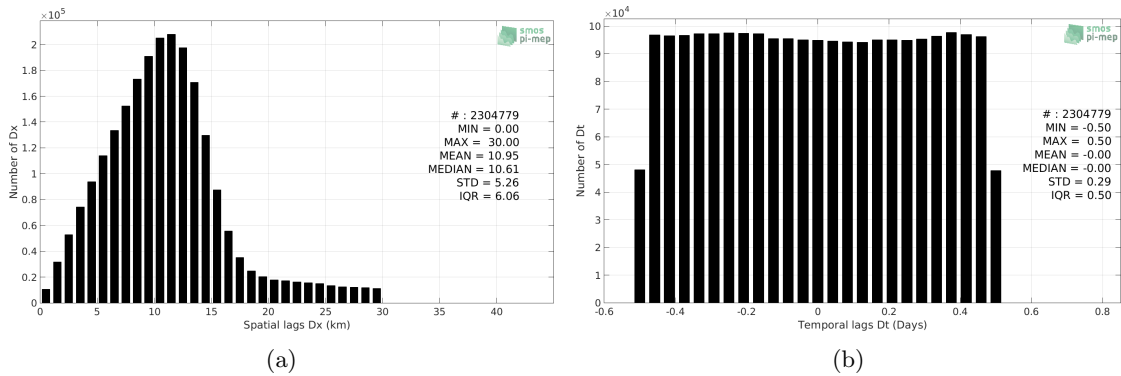 ×10⁵
2
1.8
1.6
1.4
1.2
1
0.8
0.6
0.4
0.2
0
0 5 10 15 20 25 30 35 40
Number of Dx
Spatial lags Dx (km)
smos
pi-mep
# : 2304779
MIN = 0.00
MAX = 30.00
MEAN = 10.95
MEDIAN = 10.61
STD = 5.26
IQR = 6.06
(a)
×10⁴
10
9
8
7
6
5
4
3
2
1
0
-0.6 -0.4 -0.2 0 0.2 0.4 0.6 0.8
Number of Dt
Temporal lags Dt (Days)
smos
pi-mep
# : 2304779
MIN = -0.50
MAX = 0.50
MEAN = -0.00
MEDIAN = -0.00
STD = 0.29
IQR = 0.50
(b)